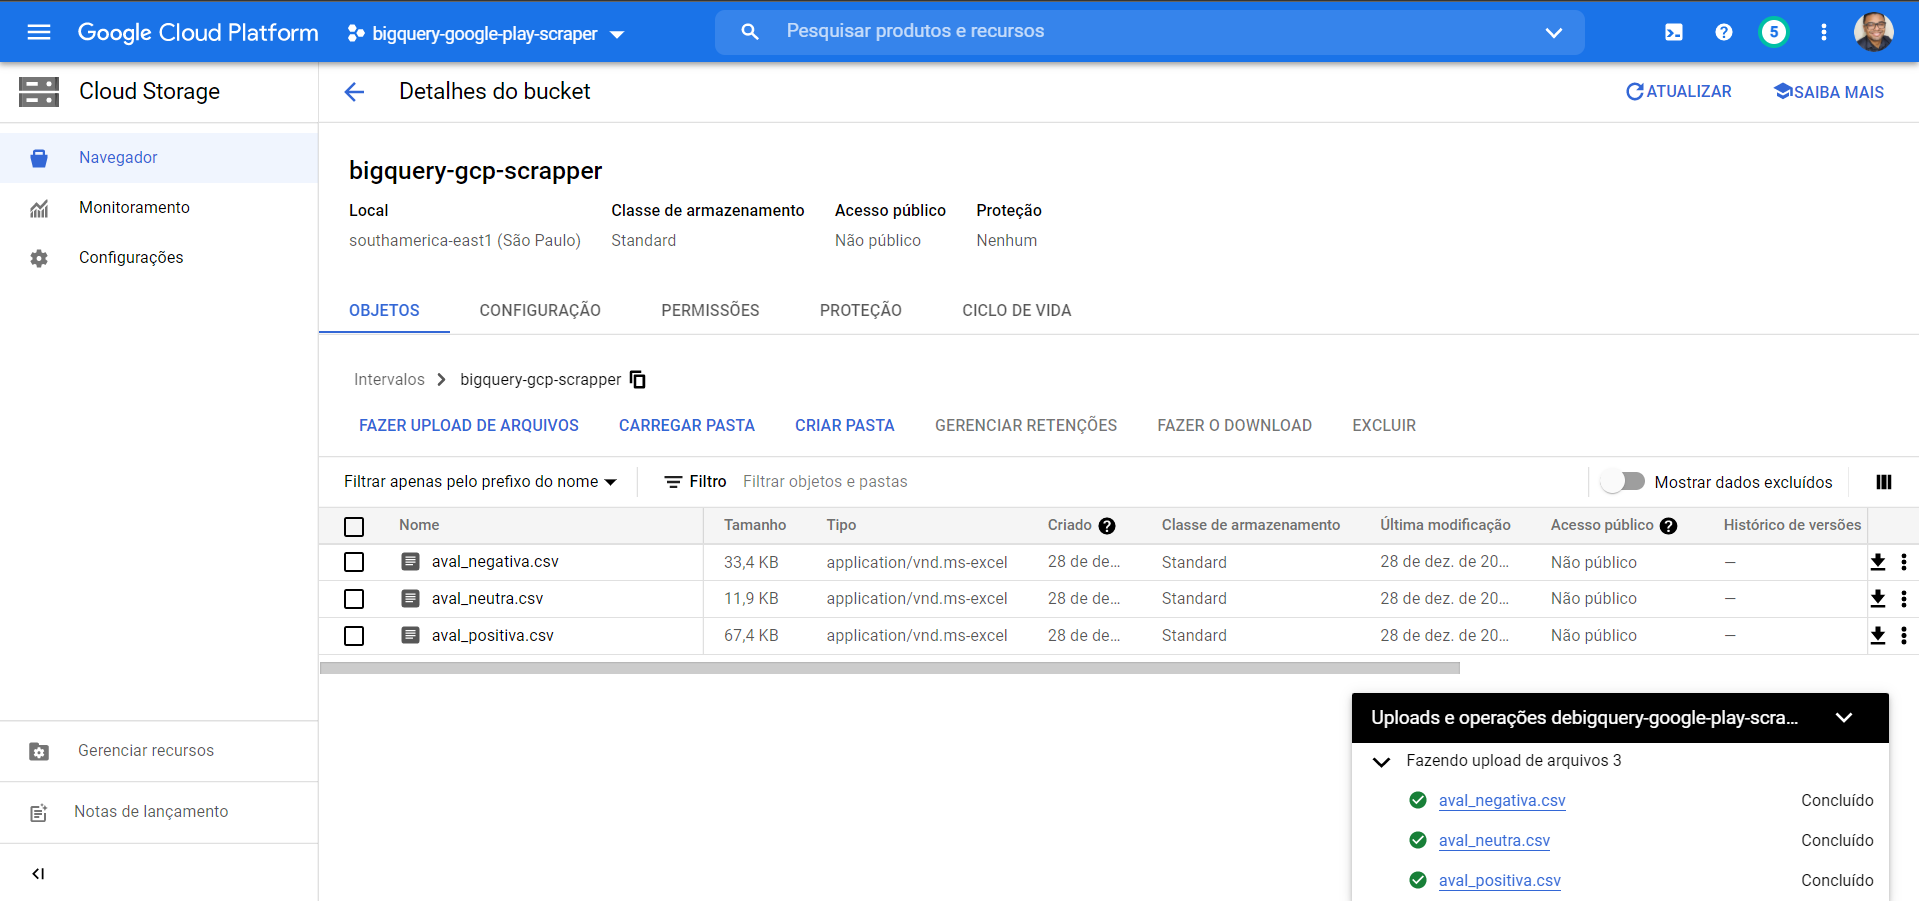 Google Cloud Platform
bigquery-google-play-scraper
Pesquisar produtos e recursos
5
Cloud Storage
Detalhes do bucket
ATUALIZAR
SAIBA MAIS
Navegador
Monitoramento
Configurações
bigquery-gcp-scrapper
Local Classe de armazenamento Acesso público Proteção
southamerica-east1 (São Paulo) Standard Não público Nenhum
OBJETOS CONFIGURAÇÃO PERMISSÕES PROTEÇÃO CICLO DE VIDA
Intervalos bigquery-gcp-scrapper
FAZER UPLOAD DE ARQUIVOS CARREGAR PASTA CRIAR PASTA GERENCIAR RETENÇÕES FAZER O DOWNLOAD EXCLUIR
Filtrar apenas pelo prefixo do nome Filtro Filtrar objetos e pastas Mostrar dados excluídos
Nome Tamanho Tipo Criado Classe de armazenamento Última modificação Acesso público Histórico de versões
aval_negativa.csv 33,4 KB application/vnd.ms-excel 28 de de... Standard 28 de dez. de 20... Não público —
aval_neutra.csv 11,9 KB application/vnd.ms-excel 28 de de... Standard 28 de dez. de 20... Não público —
aval_positiva.csv 67,4 KB application/vnd.ms-excel 28 de de... Standard 28 de dez. de 20... Não público —
Uploads e operações debigquery-google-play-scra...
Fazendo upload de arquivos 3
aval_negativa.csv Concluído
aval_neutra.csv Concluído
aval_positiva.csv Concluído
Gerenciar recursos
Notas de lançamento